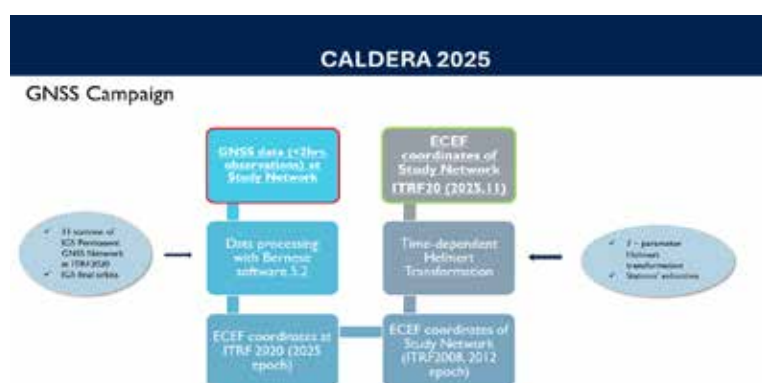 CALDERA 2025
GNSS Campaign
GNSS data (<2hrs.
observations) at
Study Network
ECEF
coordinates of
Study Network
ITRF20 (2025.11)
IGS Permanent
GNSS Network
at ITRF2020
IGS final orbits
Data processing
with Bernese
software 5.2
Time-dependent
Helmert
Transformation
7 – parameter
Helmert
transformation
Stations'
ECEF coordinates at
ITRF 2020 (2025
epoch)
ECEF coordinates of
Study Network
(ITRF2008, 2012
epoch)